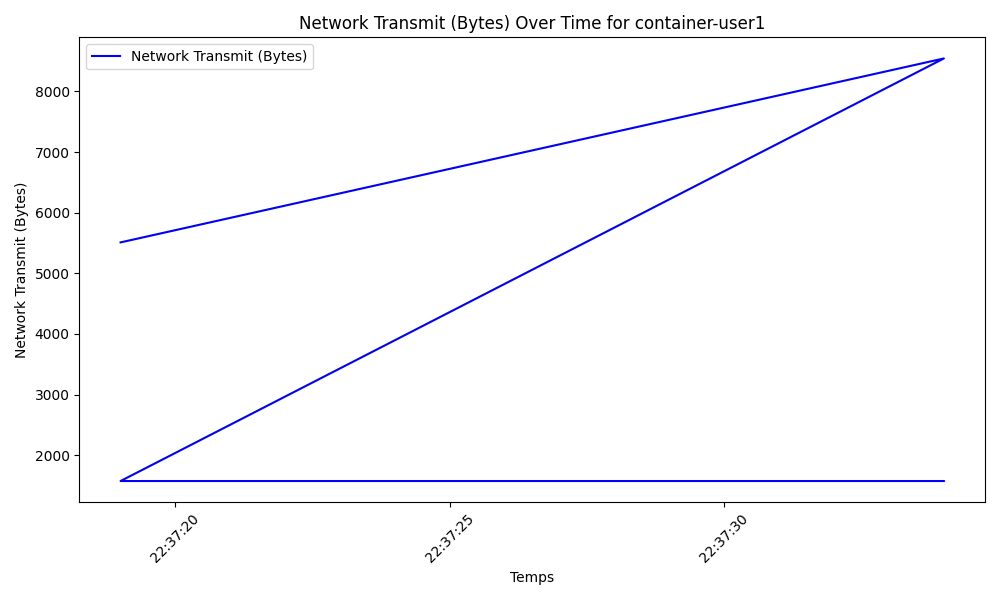 Network Transmit (Bytes) Over Time for container-user1
Network Transmit (Bytes)
Network Transmit (Bytes)
8000
7000
6000
5000
4000
3000
2000
22:37:20
22:37:25
22:37:30
Temps